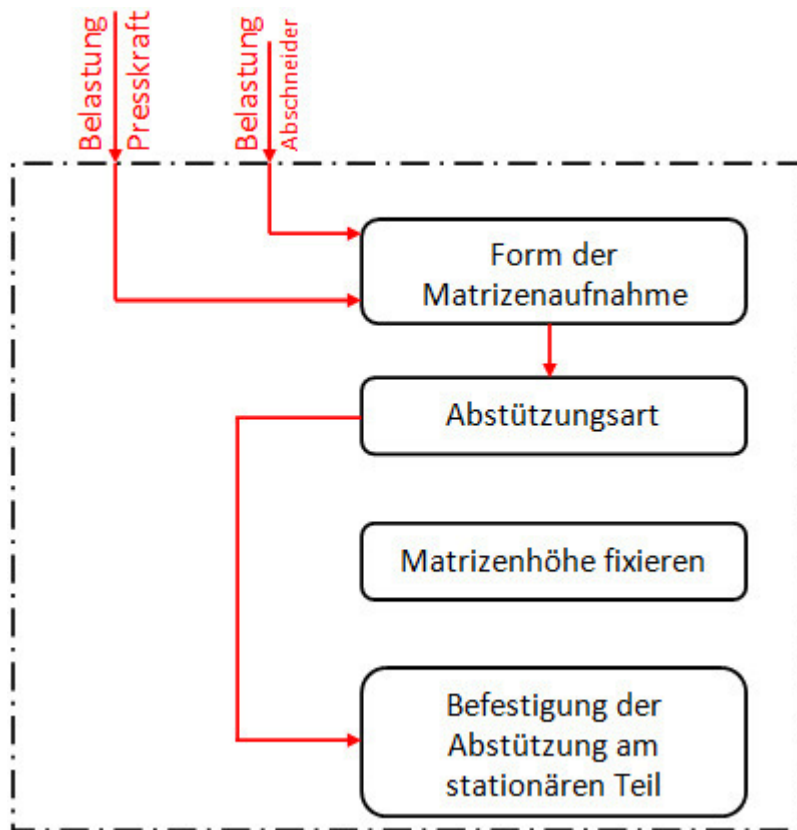 Belastung
Presskraft
Belastung
Abschneider
Form der
Matrizenaufnahme
Abstützungsart
Matrizenhöhe fixieren
Befestigung der
Abstützung am
stationären Teil